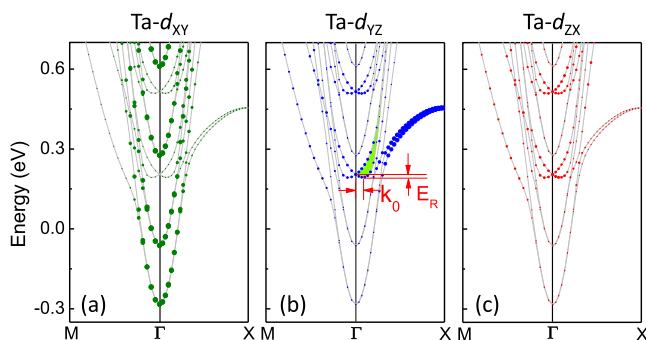 Ta-dXY
Ta-dYZ
Ta-dZX
Energy (eV)
0.6
0.3
0.0
-0.3
k0
ER
(a)
(b)
(c)
M
Γ
X
M
Γ
X
M
Γ
X